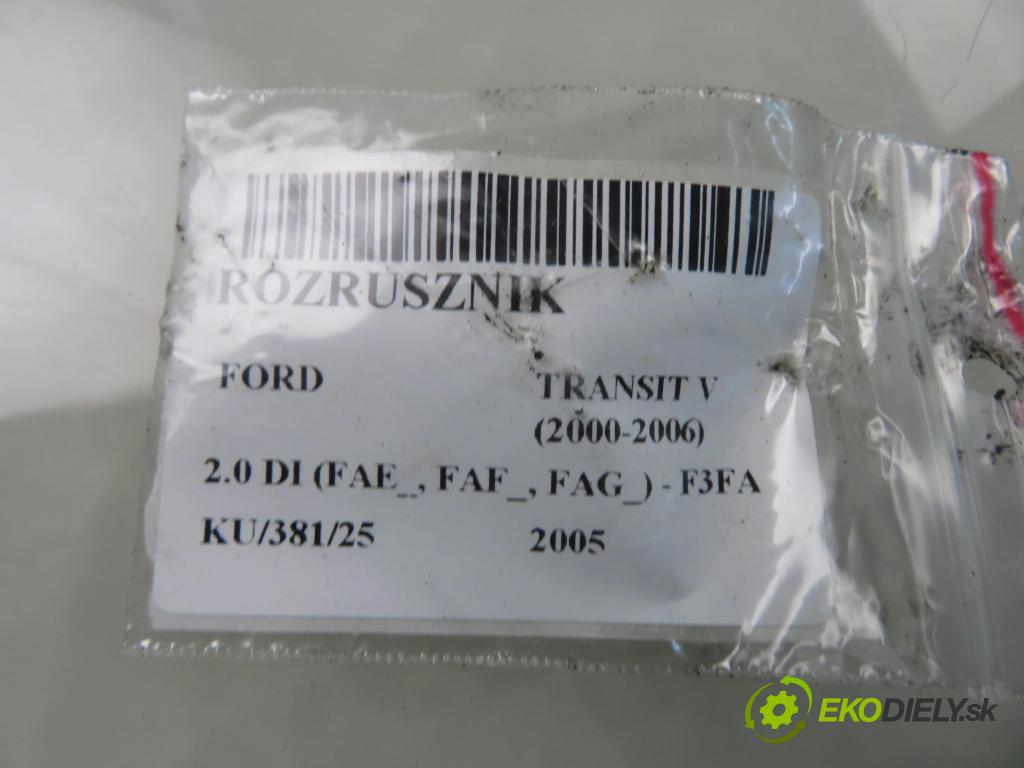 ROZRUSZNIK
FORD TRANSIT V
(2000-2006)
2.0 DI (FAE_ _, FAF_, FAG_) - F3FA
KU/381/25 2005
EKODIELY.sk